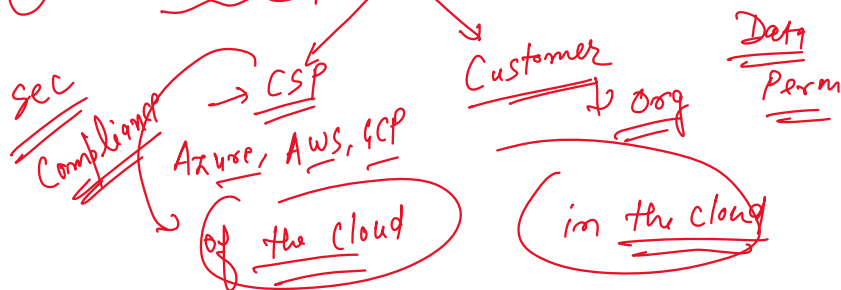 Data
Customer
Perm
sec
CSP
Org
Compliance
Azure, AWS, GCP
of the cloud
in the cloud